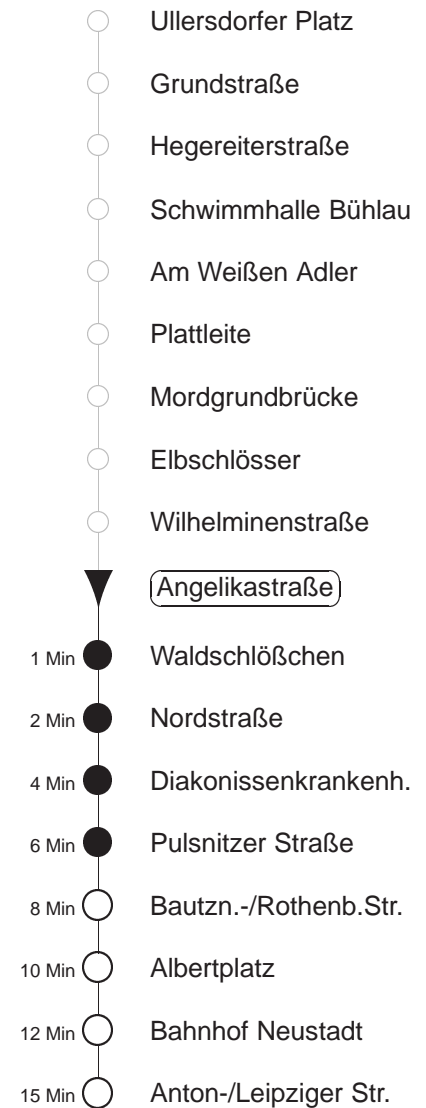 Ullersdorfer Platz
Grundstraße
Hegereiterstraße
Schwimmhalle Bühlau
Am Weißen Adler
Plattleite
Mordgrundbrücke
Elbschlösser
Wilhelminenstraße
Angelikastraße
1 Min Waldschlößchen
2 Min Nordstraße
4 Min Diakonissenkrankenh.
6 Min Pulsnitzer Straße
8 Min Bautzn.-/Rothenb.Str.
10 Min Albertplatz
12 Min Bahnhof Neustadt
15 Min Anton-/Leipziger Str.